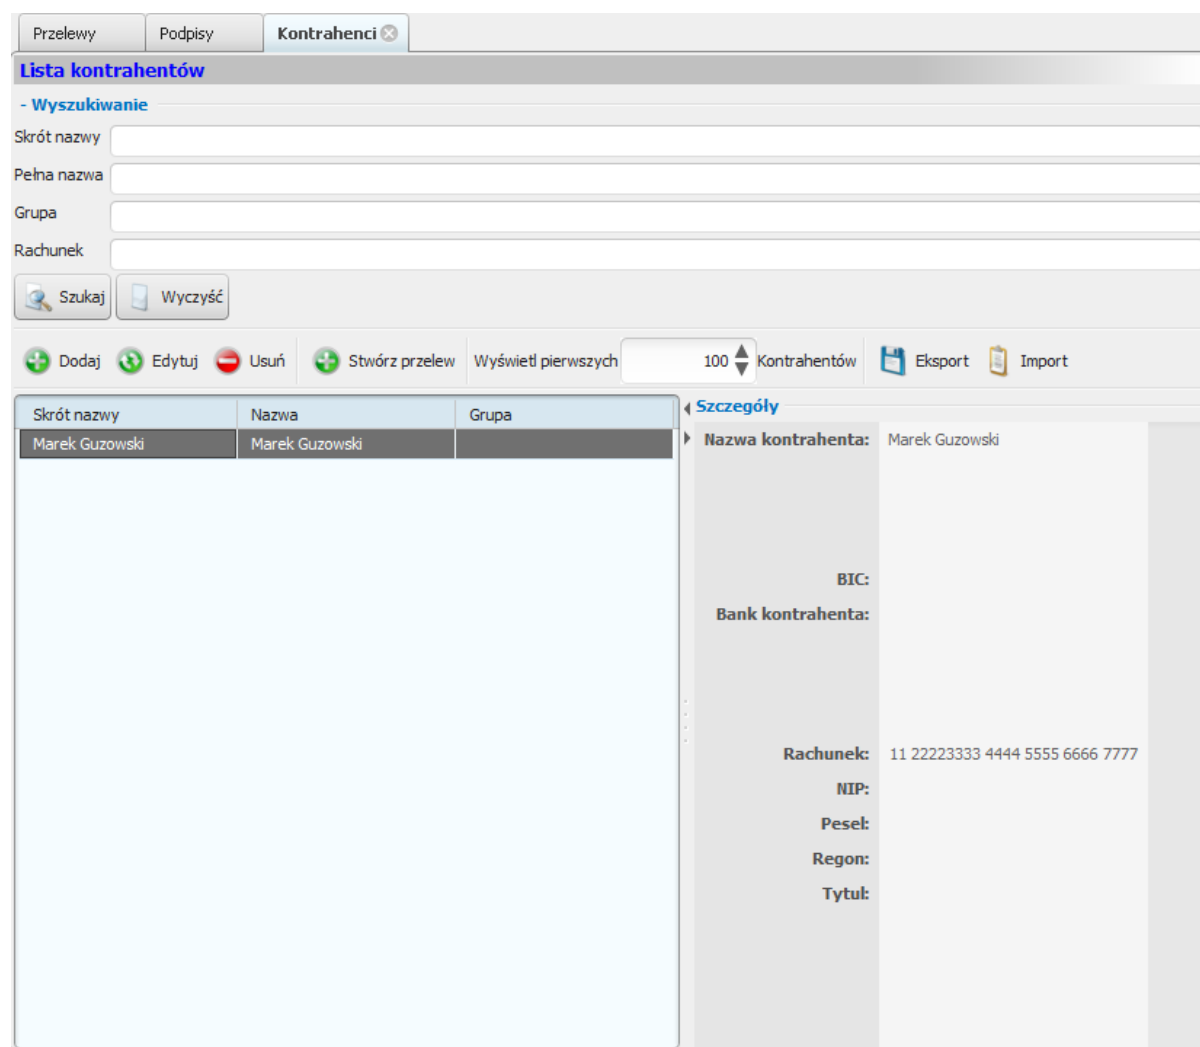 Przelewy Podpisy Kontrahenci
Lista kontrahentów
- Wyszukiwanie
Skrót nazwy
Pełna nazwa
Grupa
Rachunek
Szukaj Wyczyść
Dodaj Edytuj Usuń Stwórz przelew Wyświetl pierwszych 100 Kontrahentów Eksport Import
Skrót nazwy Nazwa Grupa
Marek Guzowski Marek Guzowski
Szczegóły
Nazwa kontrahenta: Marek Guzowski
BIC:
Bank kontrahenta:
Rachunek: 11 22223333 4444 5555 6666 7777
NIP:
Pesel:
Regon:
Tytuł: